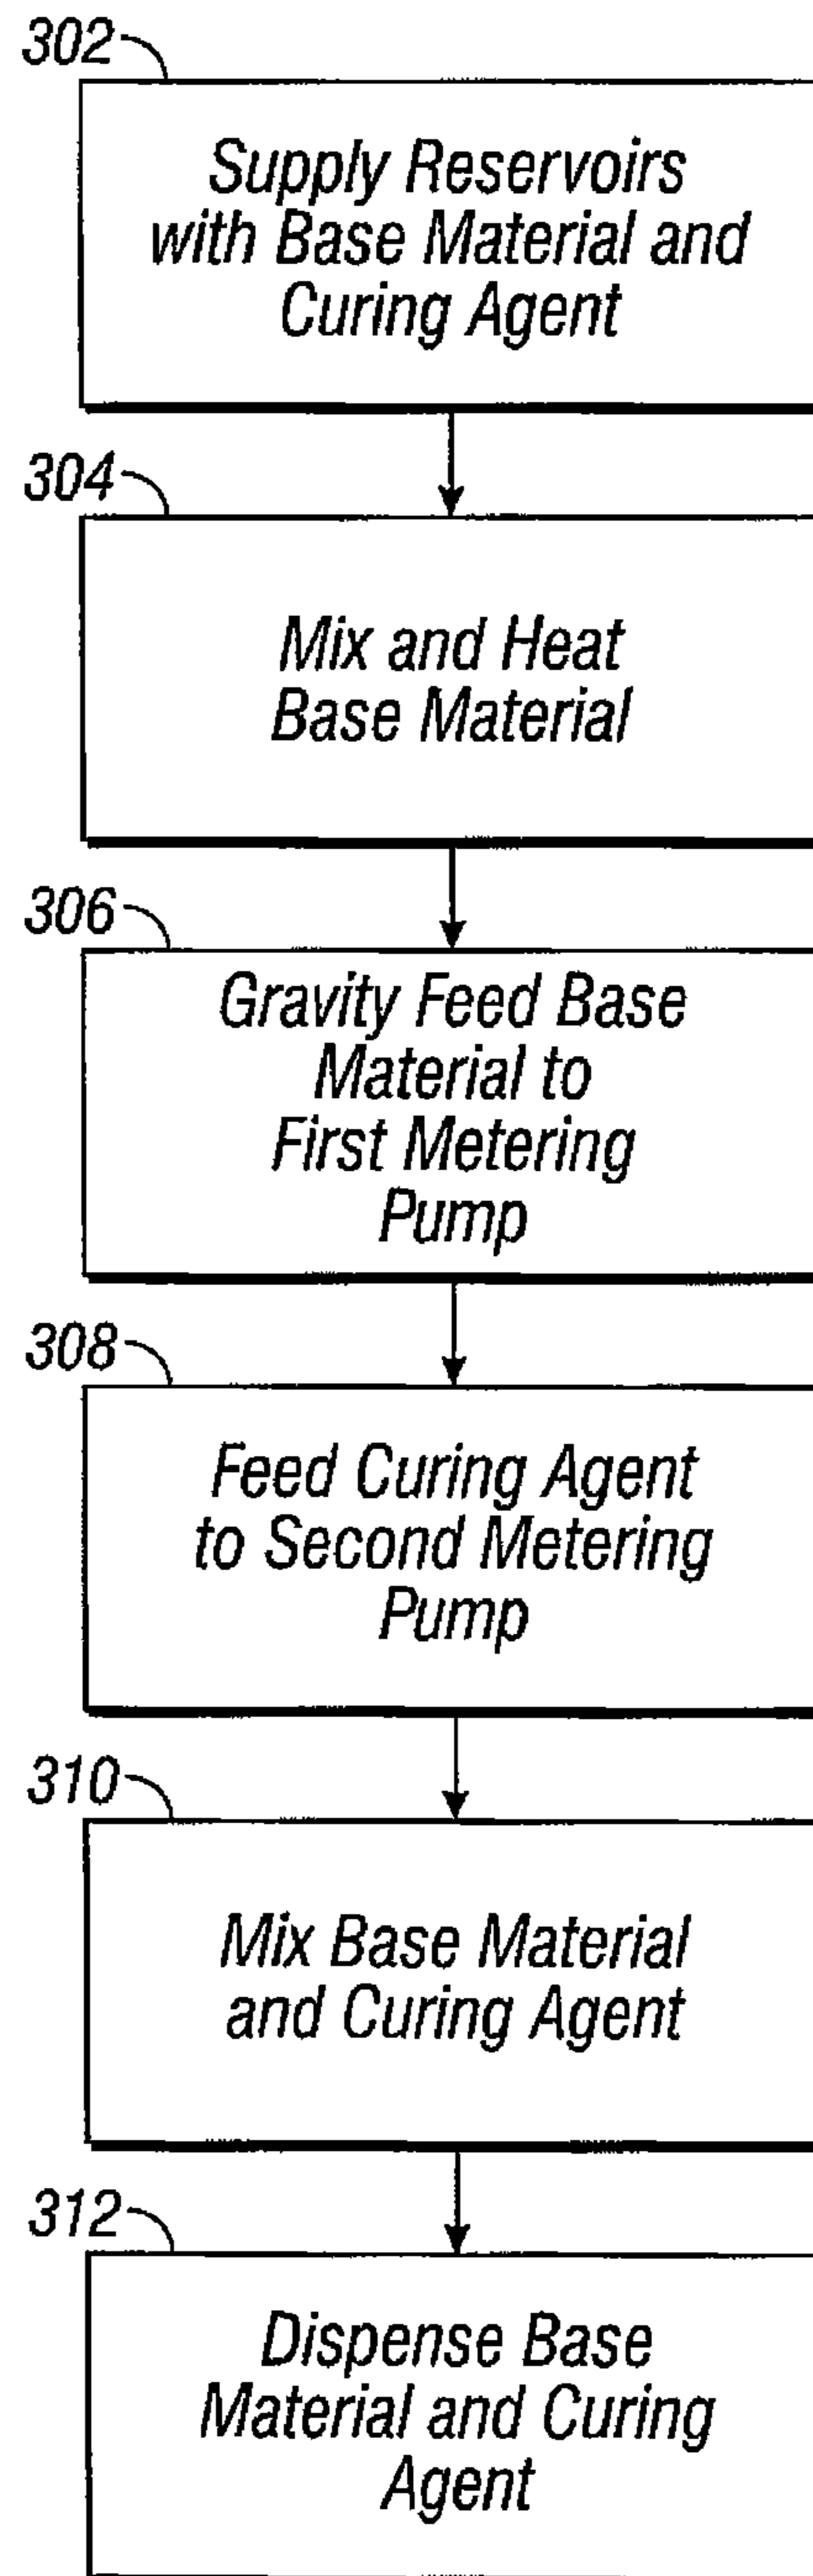 302
Supply Reservoirs
with Base Material and
Curing Agent
304
Mix and Heat
Base Material
306
Gravity Feed Base
Material to
First Metering
Pump
308
Feed Curing Agent
to Second Metering
Pump
310
Mix Base Material
and Curing Agent
312
Dispense Base
Material and Curing
Agent